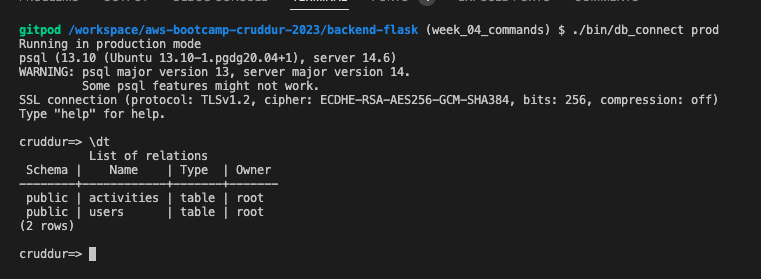 TERMINAL
gitpod /workspace/aws-bootcamp-cruddur-2023/backend-flask (week_04_commands) $ ./bin/db_connect prod
Running in production mode
psql (13.10 (Ubuntu 13.10-1.pgdg20.04+1), server 14.6)
WARNING: psql major version 13, server major version 14.
         Some psql features might not work.
SSL connection (protocol: TLSv1.2, cipher: ECDHE-RSA-AES256-GCM-SHA384, bits: 256, compression: off)
Type "help" for help.
cruddur=> \dt
         List of relations
 Schema |    Name    | Type  | Owner
--------+------------+-------+-------
 public | activities | table | root
 public | users      | table | root
(2 rows)
cruddur=>